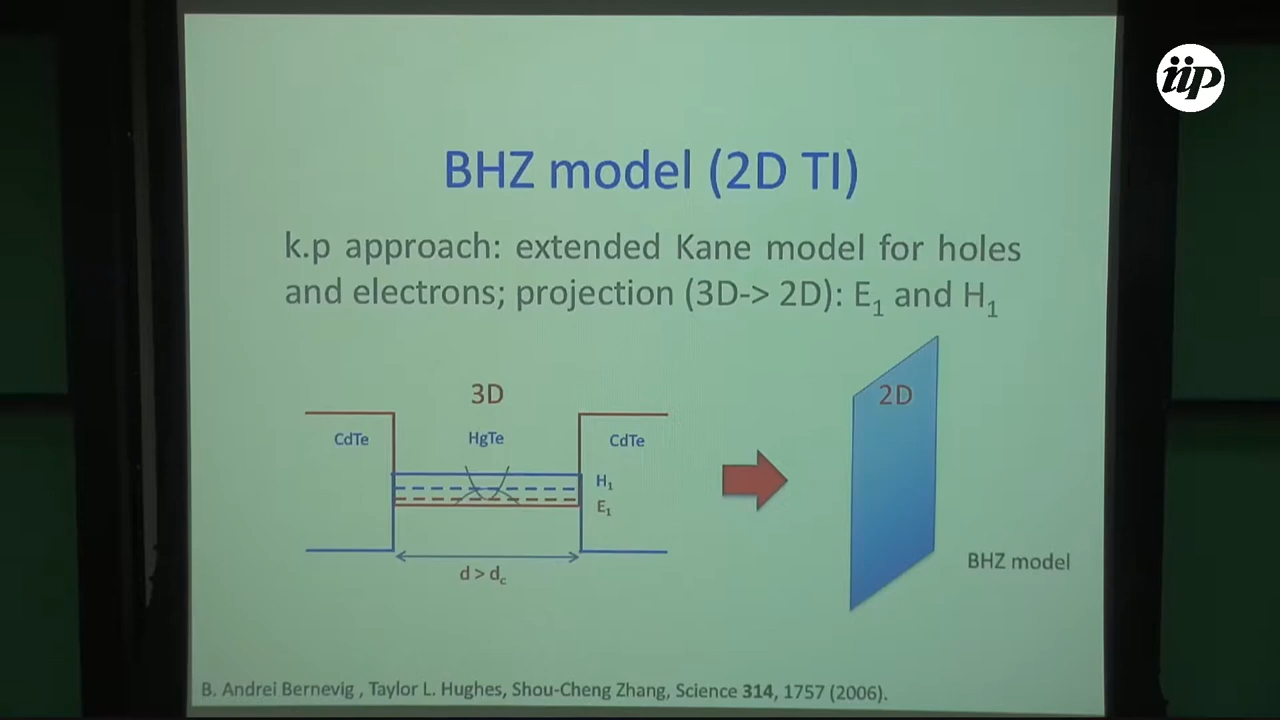 iip
BHZ model (2D TI)
k.p approach: extended Kane model for holes
and electrons; projection (3D-> 2D): E₁ and H₁
3D
2D
CdTe
HgTe
CdTe
H₁
E₁
d > d꜀
BHZ model
B. Andrei Bernevig , Taylor L. Hughes, Shou-Cheng Zhang, Science 314, 1757 (2006).